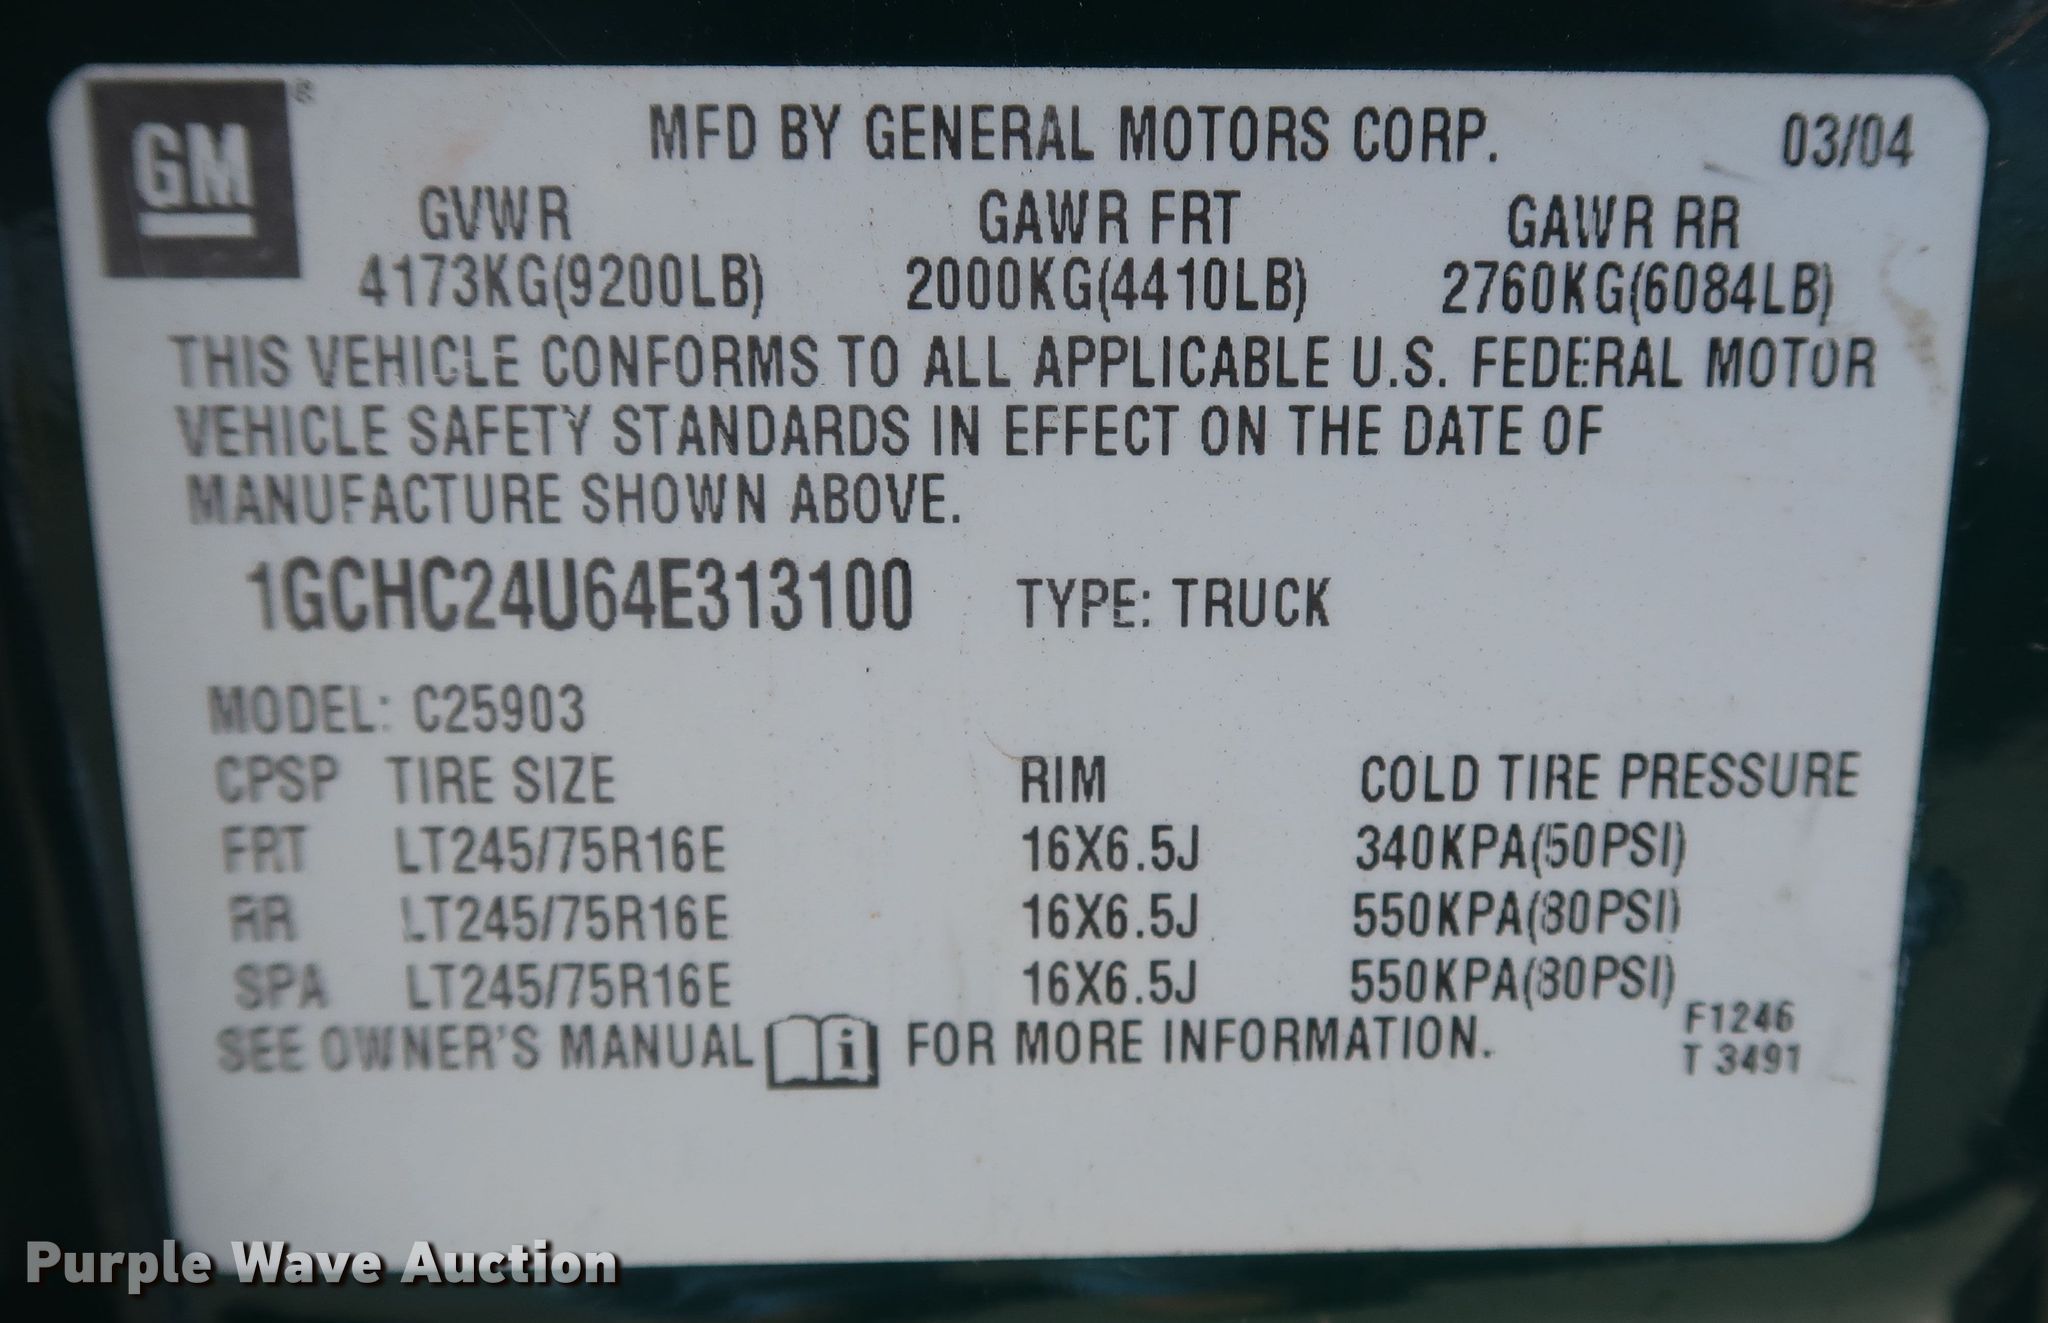 GM®
MFD BY GENERAL MOTORS CORP. 03/04
GVWR GAWR FRT GAWR RR
4173KG(9200LB) 2000KG(4410LB) 2760KG(6084LB)
THIS VEHICLE CONFORMS TO ALL APPLICABLE U.S. FEDERAL MOTOR
VEHICLE SAFETY STANDARDS IN EFFECT ON THE DATE OF
MANUFACTURE SHOWN ABOVE.
1GCHC24U64E313100 TYPE: TRUCK
MODEL: C25903
CPSP TIRE SIZE RIM COLD TIRE PRESSURE
FRT LT245/75R16E 16X6.5J 340KPA(50PSI)
RR LT245/75R16E 16X6.5J 550KPA(80PSI)
SPA LT245/75R16E 16X6.5J 550KPA(80PSI)
SEE OWNER'S MANUAL i FOR MORE INFORMATION.
F1246
T 3491
Purple Wave Auction